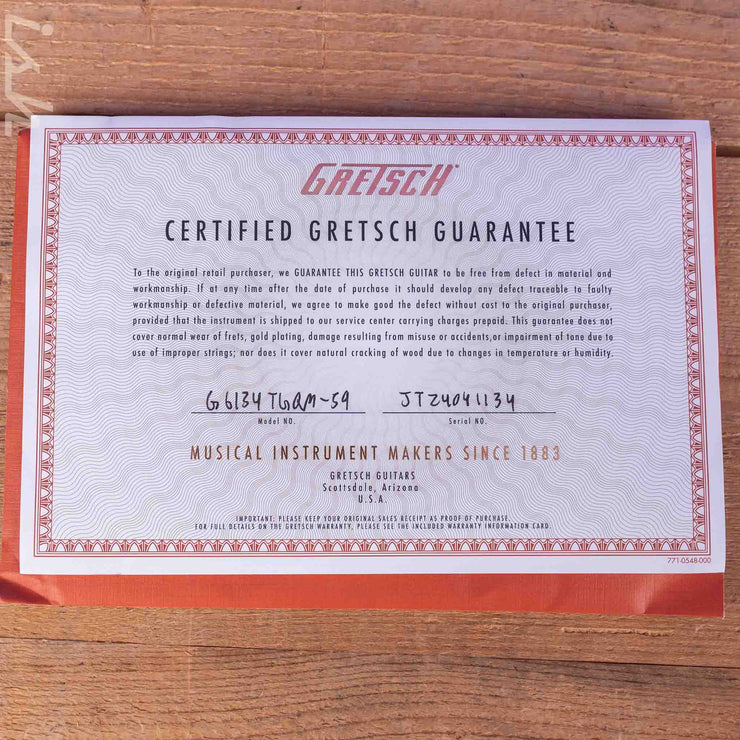 GRETSCH
CERTIFIED GRETSCH GUARANTEE
To the original retail purchaser, we GUARANTEE THIS GRETSCH GUITAR to be free from defect in material and
workmanship. If at any time after the date of purchase it should develop any defect traceable to faulty
workmanship or defective material, we agree to make good the defect without cost to the original purchaser,
provided that the instrument is shipped to our service center carrying charges prepaid. This guarantee does not
cover normal wear of frets, gold plating, damage resulting from misuse or accidents,or impairment of tone due to
use of improper strings; nor does it cover natural cracking of wood due to changes in temperature or humidity.
G6134TGQM-59 JT24041134
Model NO. Serial NO.
MUSICAL INSTRUMENT MAKERS SINCE 1883
GRETSCH GUITARS
Scottsdale, Arizona
U.S.A.
IMPORTANT: PLEASE KEEP YOUR ORIGINAL SALES RECEIPT AS PROOF OF PURCHASE.
FOR FULL DETAILS ON THE GRETSCH WARRANTY, PLEASE SEE THE INCLUDED WARRANTY INFORMATION CARD.
771-0548-000